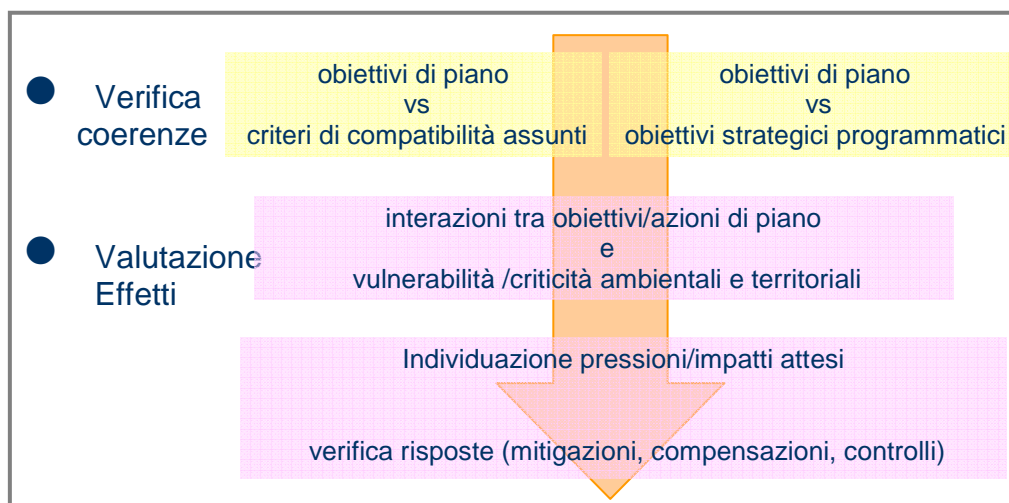 Verifica
coerenze
obiettivi di piano
vs
criteri di compatibilità assunti
obiettivi di piano
vs
obiettivi strategici programmatici
Valutazione
Effetti
interazioni tra obiettivi/azioni di piano
e
vulnerabilità /criticità ambientali e territoriali
Individuazione pressioni/impatti attesi
verifica risposte (mitigazioni, compensazioni, controlli)